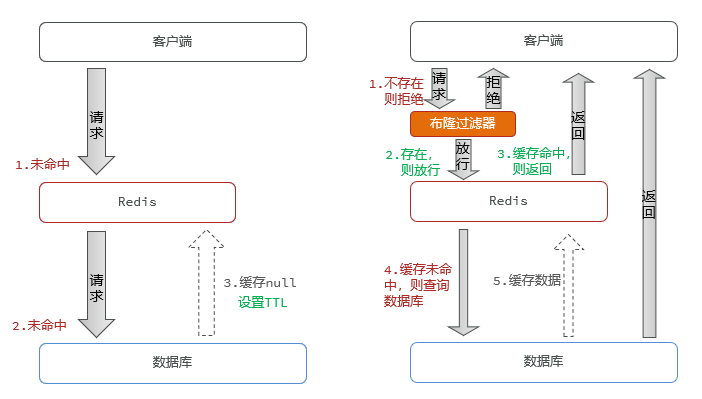 客户端
请
求
1.未命中
Redis
请
求
2.未命中
3.缓存null
设置TTL
数据库
客户端
1.不存在
则拒绝
请
求
拒
绝
布隆过滤器
2.存在，
则放行
放
行
3.缓存命中，
则返回
返
回
Redis
返
回
4.缓存未命
中，则查询
数据库
5.缓存数据
数据库